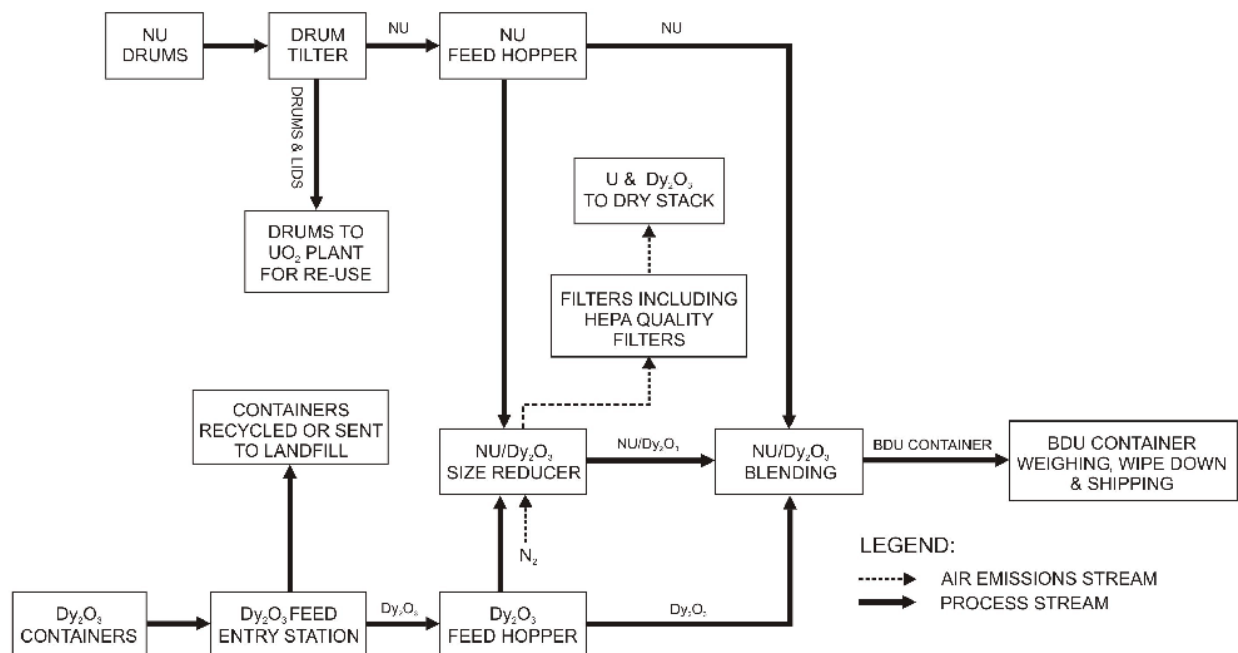 NU
DRUMS
DRUM
TILTER
NU
NU
FEED HOPPER
NU
DRUMS & LIDS
DRUMS TO
UO₂ PLANT
FOR RE-USE
U & Dy₂O₃
TO DRY STACK
FILTERS INCLUDING
HEPA QUALITY
FILTERS
CONTAINERS
RECYCLED OR SENT
TO LANDFILL
NU/Dy₂O₃
SIZE REDUCER
NU/Dy₂O₃
NU/Dy₂O₃
BLENDING
BDU CONTAINER
BDU CONTAINER
WEIGHING, WIPE DOWN
& SHIPPING
N₂
LEGEND:
AIR EMISSIONS STREAM
PROCESS STREAM
Dy₂O₃
CONTAINERS
Dy₂O₃ FEED
ENTRY STATION
Dy₂O₃
Dy₂O₃
FEED HOPPER
Dy₂O₃